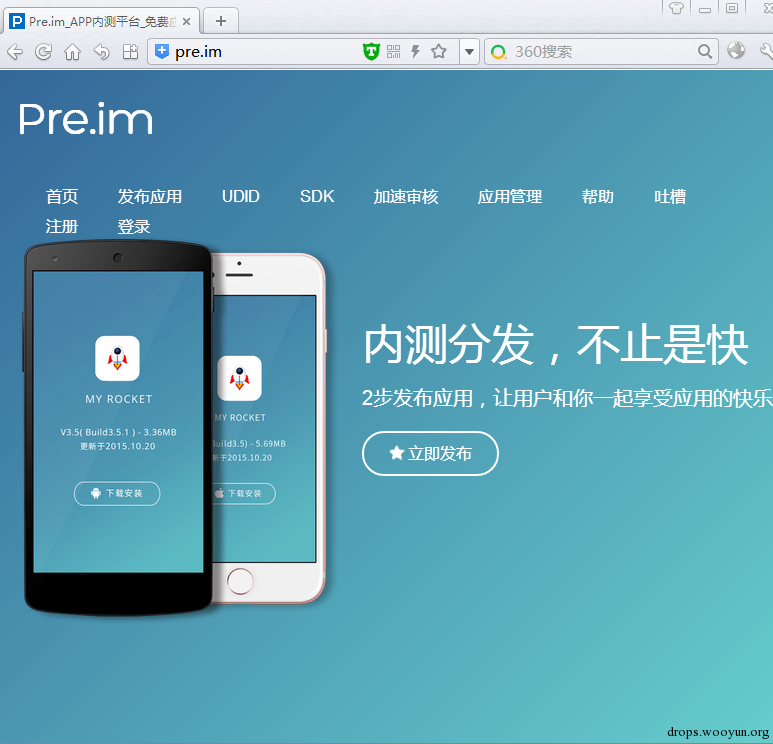 Pre.im_APP内测平台_免费
pre.im
360搜索
Pre.im
首页 发布应用 UDID SDK 加速审核 应用管理 帮助 吐槽
注册 登录
MY ROCKET
V3.5( Build3.5.1 ) - 3.36MB
更新于2015.10.20
下载安装
MY ROCKET
Build3.5) - 5.69MB
新于2015.10.20
下载安装
内测分发，不止是快
2步发布应用，让用户和你一起享受应用的快乐
立即发布
drops.wooyun.org